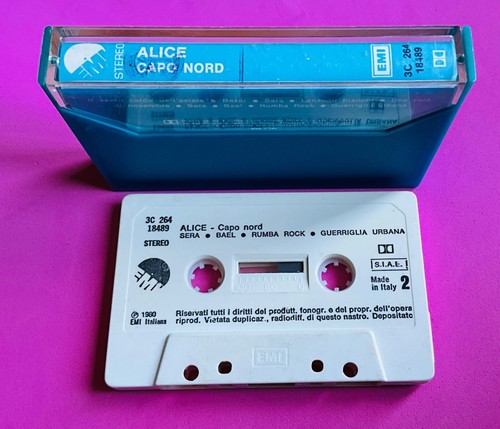 STEREO
ALICE
CAPO NORD
EMI
3C 264
18489
3C 264
18489
STEREO
ALICE - Capo nord
SERA ● BAEL ● RUMBA ROCK ● GUERRIGLIA URBANA
S.I.A.E.
Made
in Italy 2
℗ 1980
EMI Italiana
Riservati tutti i diritti del produtt. fonogr. e del propr. dell'opera
riprod. Vietata duplicaz., radiodiff. di questo nastro. Depositato
EMI